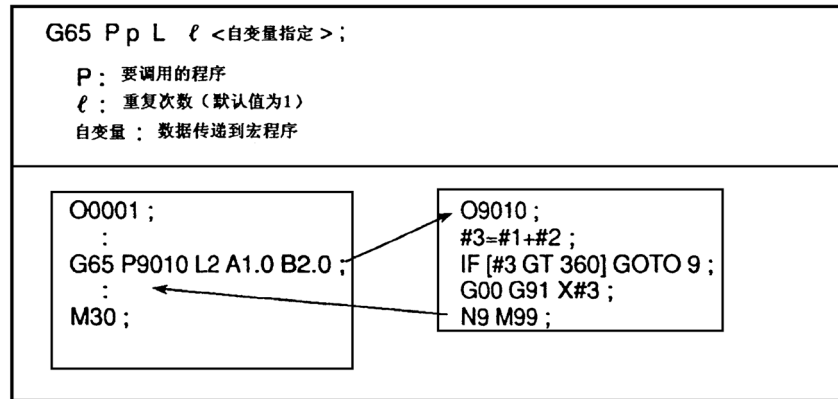 G65 Pp L ℓ <自变量指定>;
P: 要调用的程序
ℓ: 重复次数(默认值为1)
自变量: 数据传递到宏程序
O0001;
:
G65 P9010 L2 A1.0 B2.0;
:
M30;
O9010;
#3=#1+#2;
IF [#3 GT 360] GOTO 9;
G00 G91 X#3;
N9 M99;